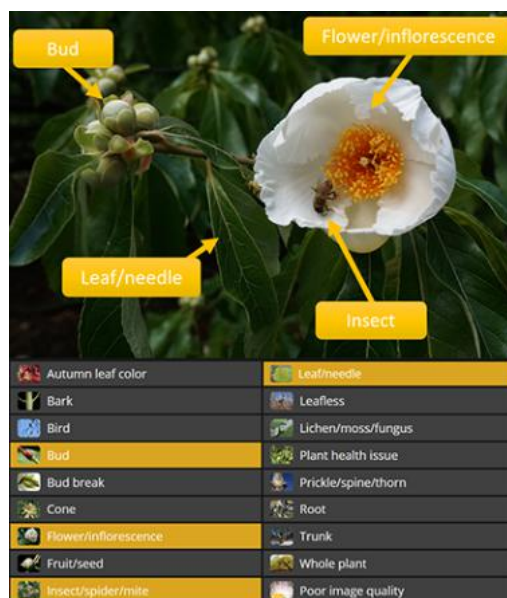 Bud
Flower/inflorescence
Leaf/needle
Insect
Autumn leaf color
Leaf/needle
Bark
Leafless
Bird
Lichen/moss/fungus
Bud
Plant health issue
Bud break
Prickle/spine/thorn
Cone
Root
Flower/inflorescence
Trunk
Fruit/seed
Whole plant
Insect/spider/mite
Poor image quality